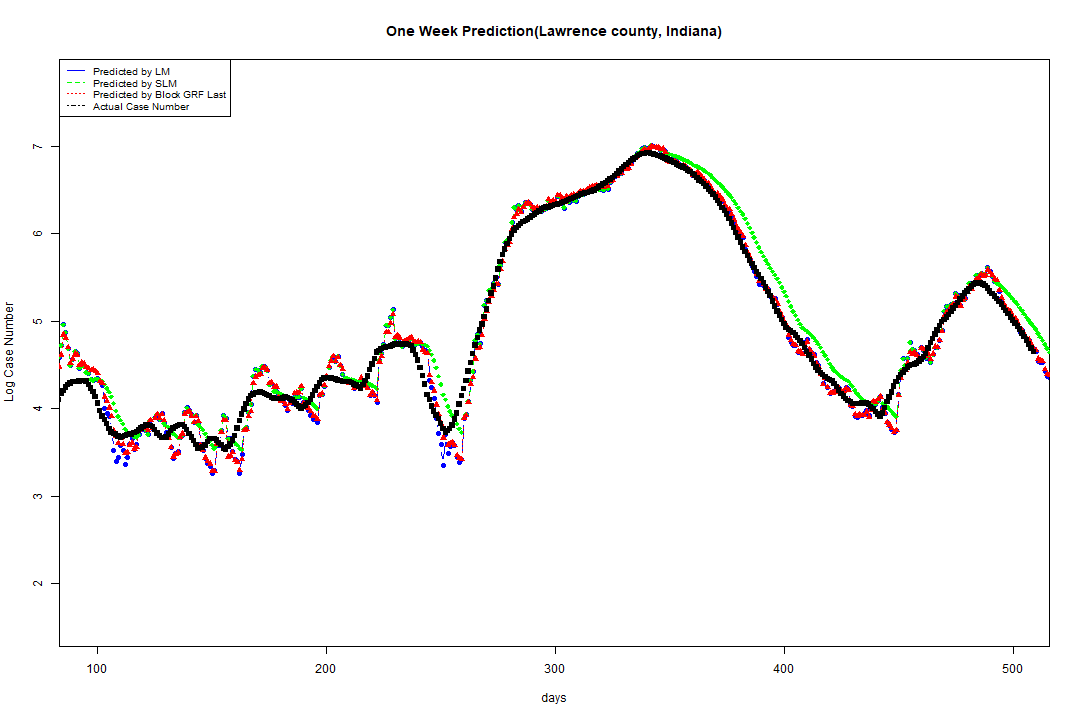 One Week Prediction(Lawrence county, Indiana)
Predicted by LM
Predicted by SLM
Predicted by Block GRF Last
Actual Case Number
7
6
5
4
3
2
Log Case Number
100 200 300 400 500
days